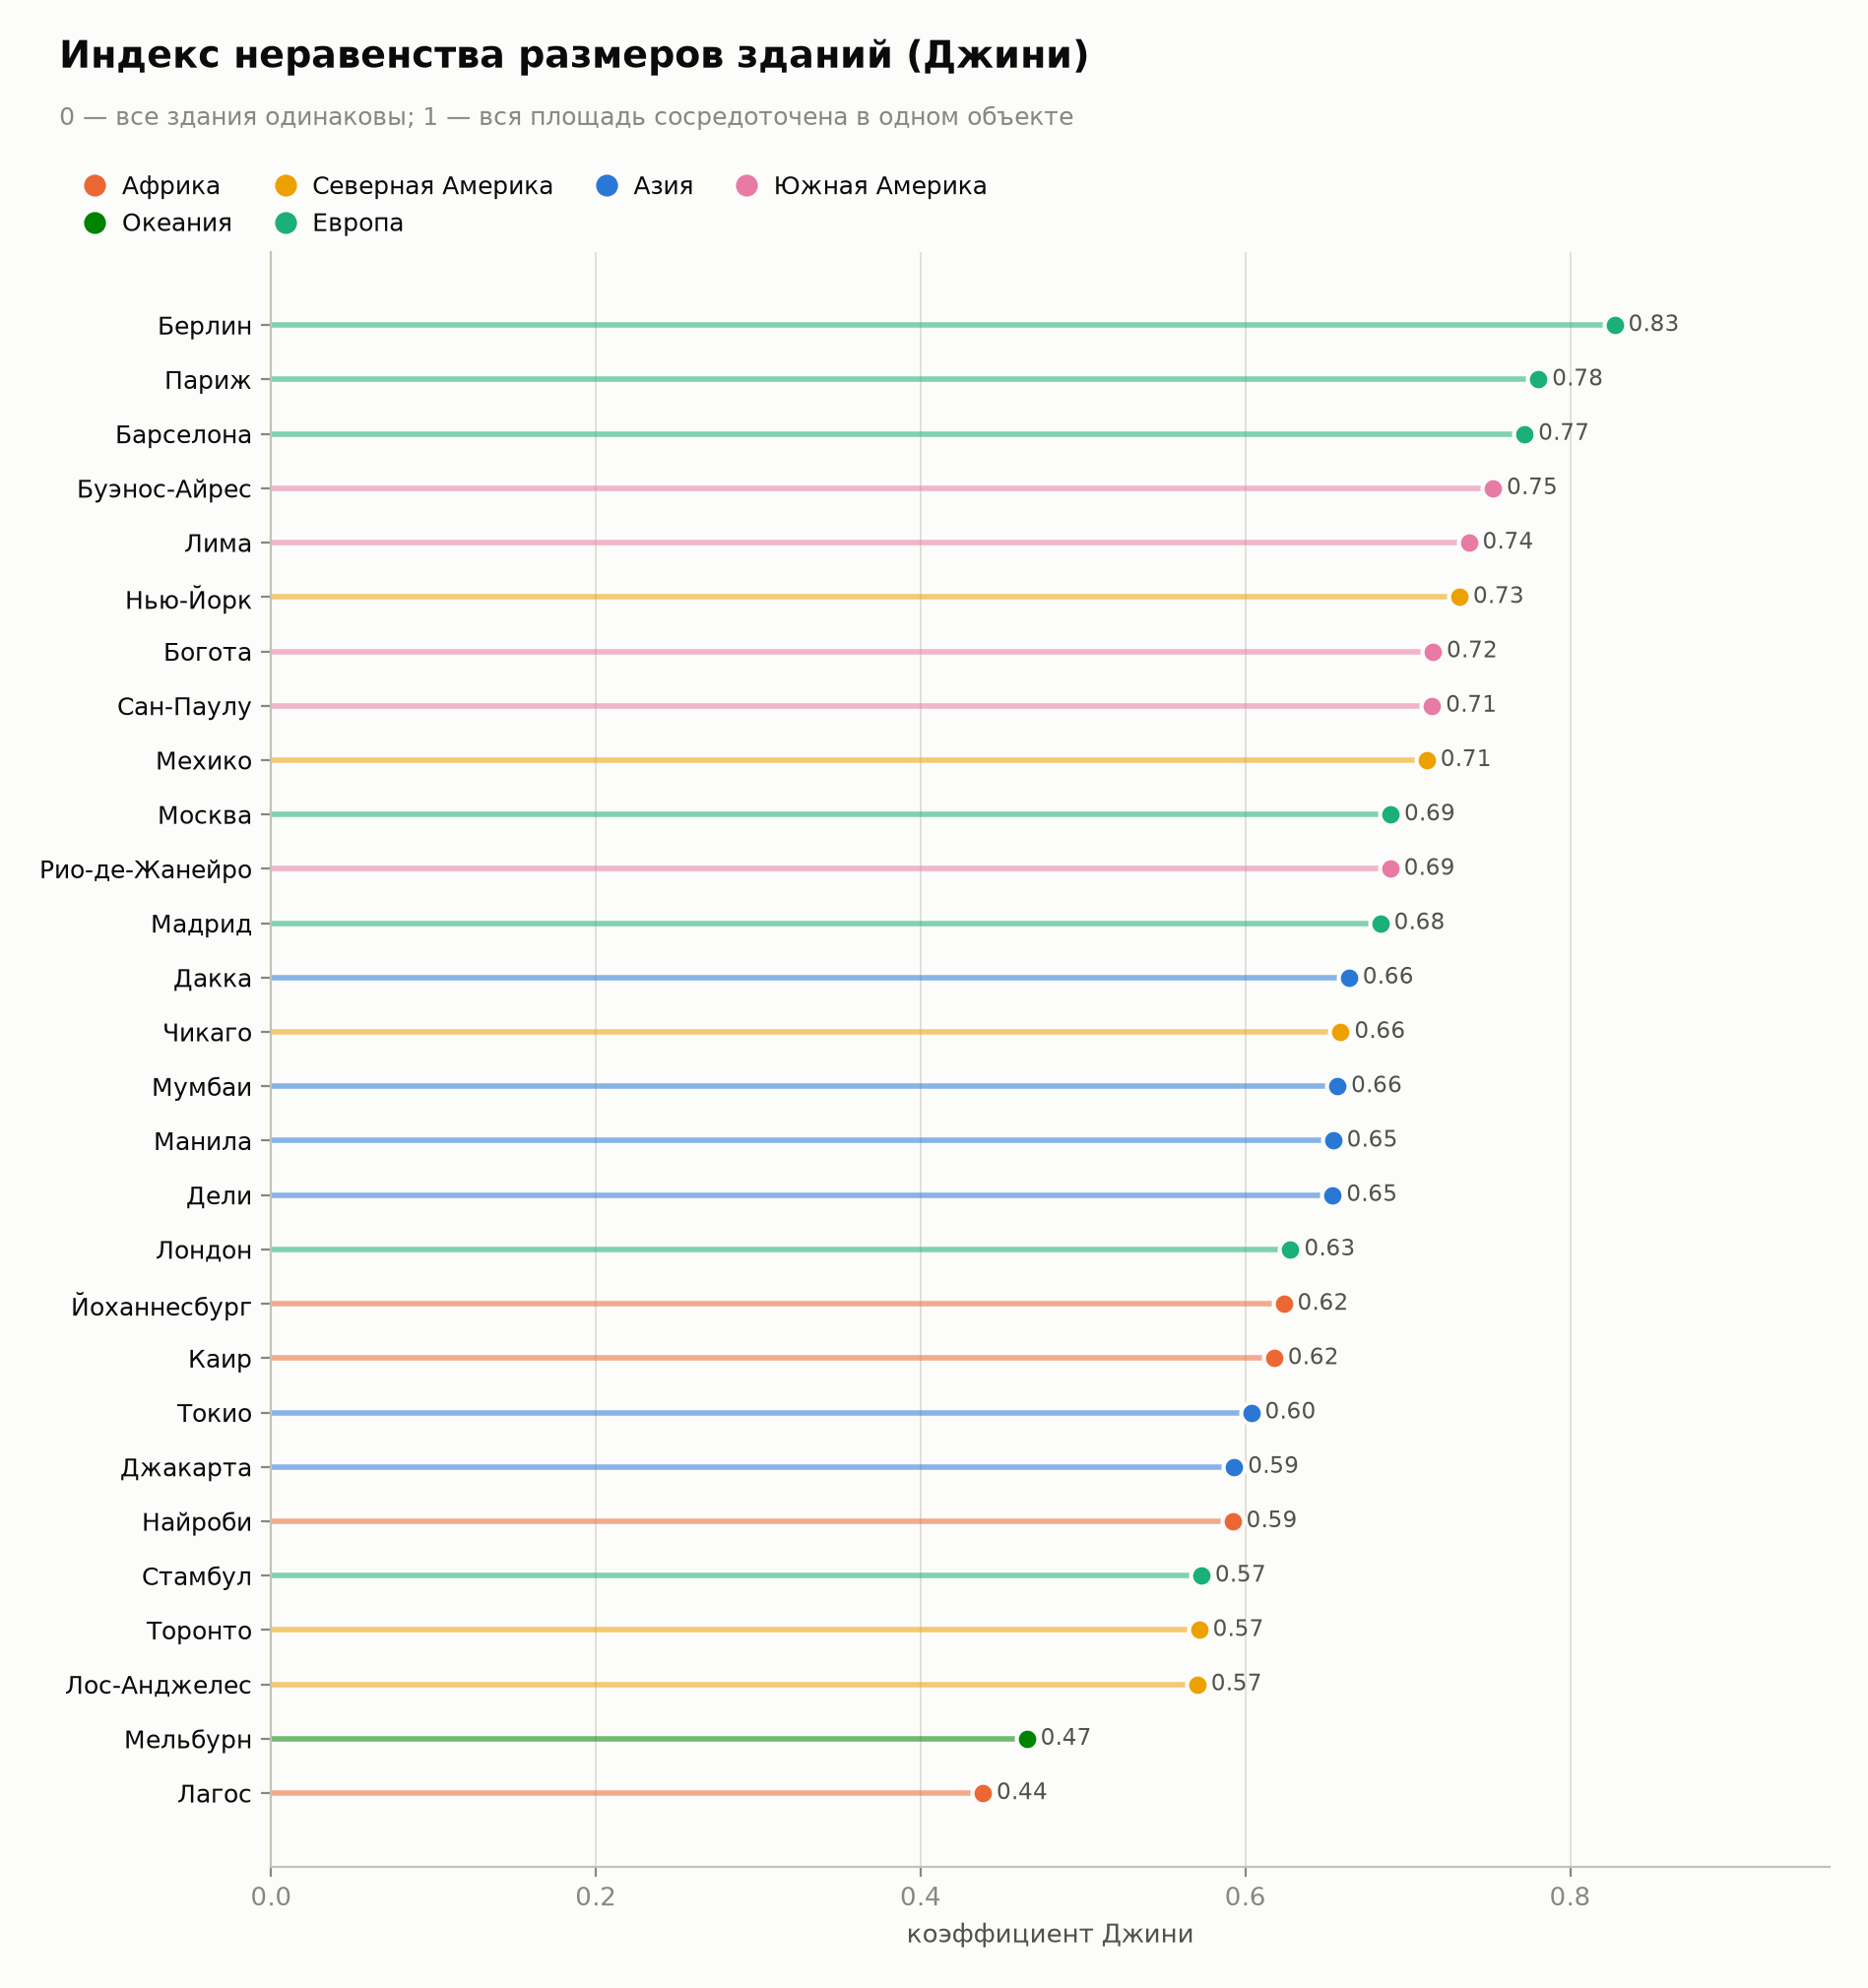 Индекс неравенства размеров зданий (Джини)
0 — все здания одинаковы; 1 — вся площадь сосредоточена в одном объекте
Африка Северная Америка Азия Южная Америка
Океания Европа
Берлин 0.83
Париж 0.78
Барселона 0.77
Буэнос-Айрес 0.75
Лима 0.74
Нью-Йорк 0.73
Богота 0.72
Сан-Паулу 0.71
Мехико 0.71
Москва 0.69
Рио-де-Жанейро 0.69
Мадрид 0.68
Дакка 0.66
Чикаго 0.66
Мумбаи 0.66
Манила 0.65
Дели 0.65
Лондон 0.63
Йоханнесбург 0.62
Каир 0.62
Токио 0.60
Джакарта 0.59
Найроби 0.59
Стамбул 0.57
Торонто 0.57
Лос-Анджелес 0.57
Мельбурн 0.47
Лагос 0.44
0.0 0.2 0.4 0.6 0.8
коэффициент Джини